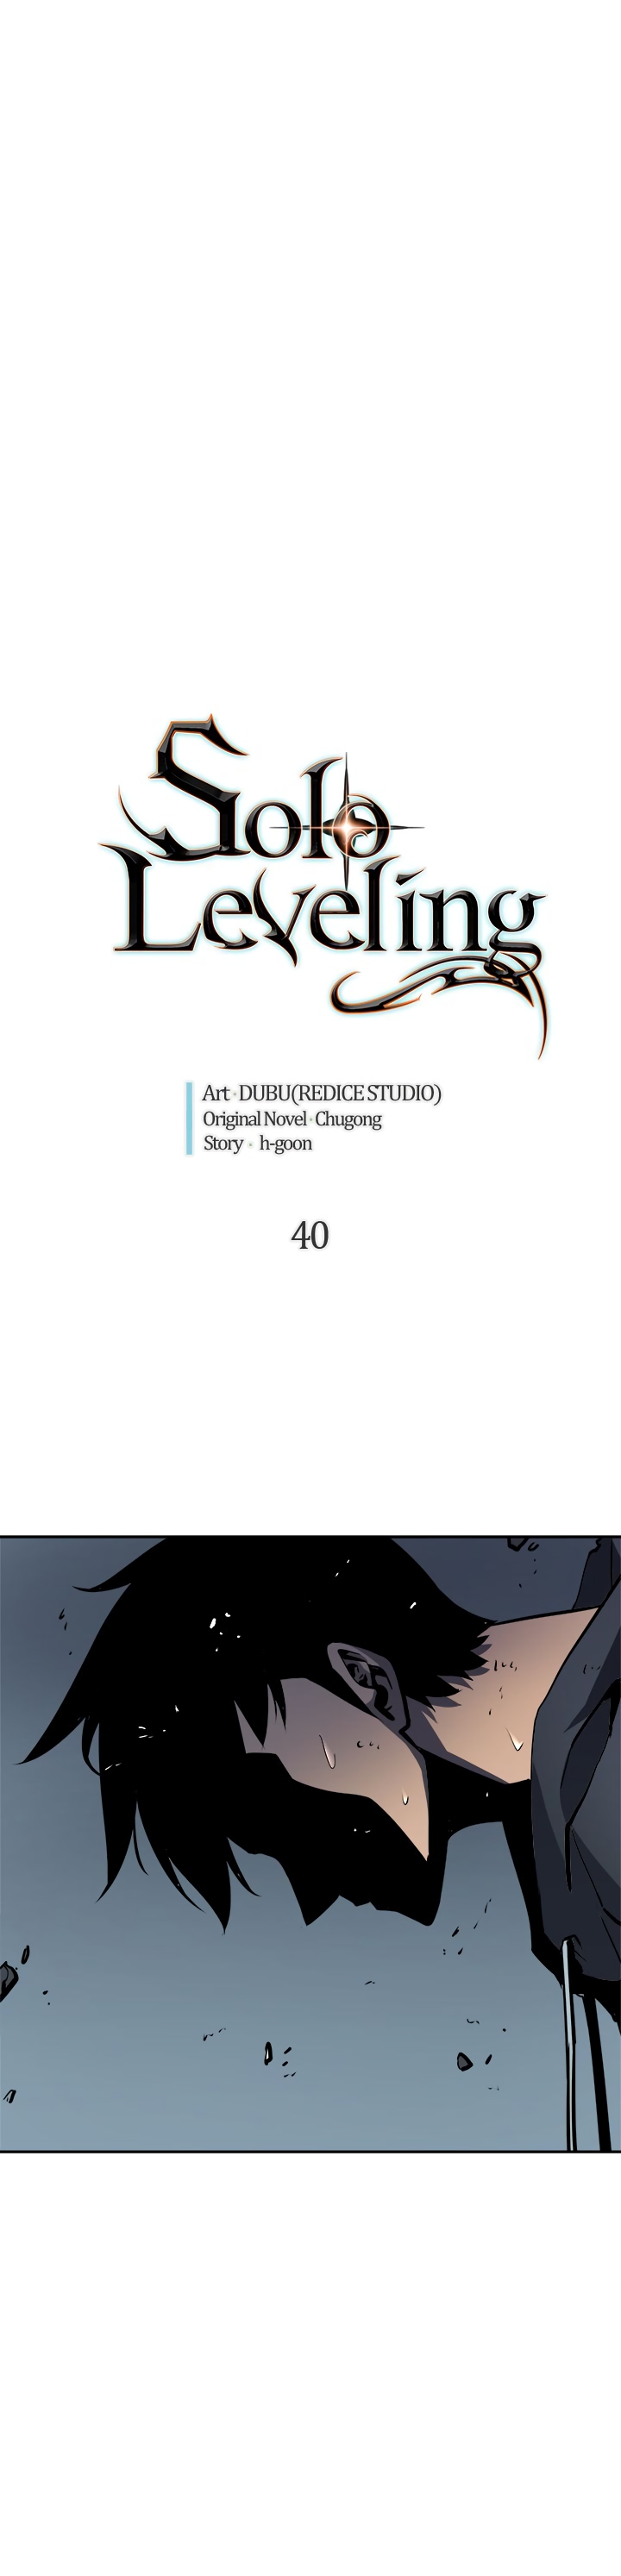 Solo
Leveling
Art · DUBU(REDICE STUDIO)
Original Novel · Chugong
Story · h-goon
40